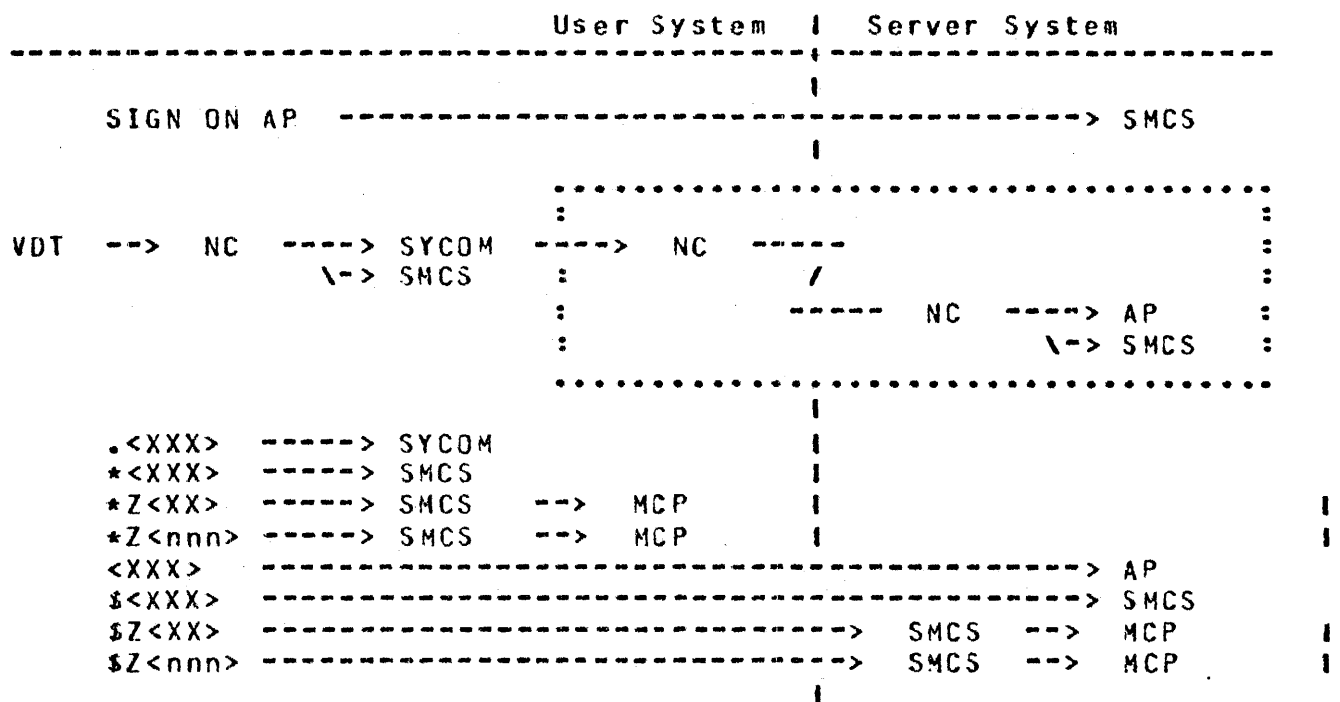 User System | Server System
--------------------------------------------------------------
|
SIGN ON AP -------------------------------------> SMCS
|
.....................................
: :
VDT --> NC ----> SYCOM ----> NC ----- :
\-> SMCS : / :
: ----- NC ----> AP :
: \-> SMCS :
.....................................
|
.<XXX> -----> SYCOM
*<XXX> -----> SMCS |
*Z<XX> -----> SMCS --> MCP | |
*Z<nnn> -----> SMCS --> MCP | |
<XXX> -----------------------------------------> AP
$<XXX> -----------------------------------------> SMCS
$Z<XX> -----------------------------> SMCS --> MCP |
$Z<nnn> -----------------------------> SMCS --> MCP |
|